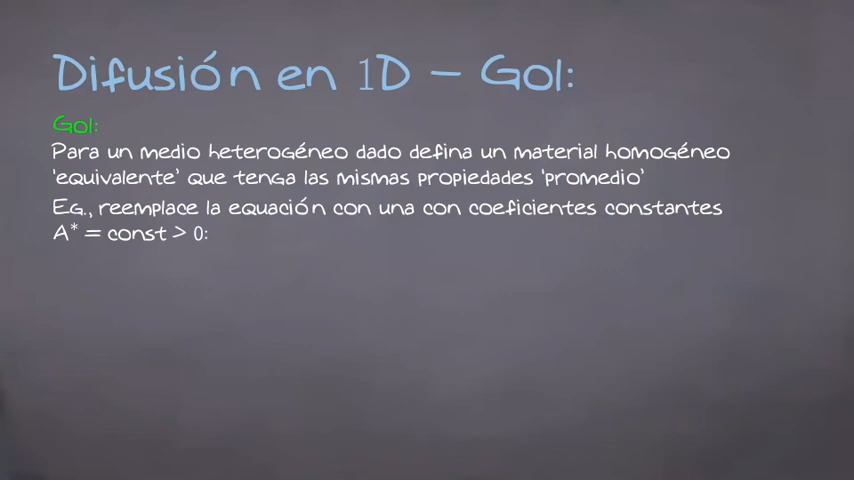 Difusión en 1D – Gol:
Gol:
Para un medio heterogéneo dado defina un material homogéneo
'equivalente' que tenga las mismas propiedades 'promedio'
Eg., reemplace la equación con una con coeficientes constantes
A* = const > 0: